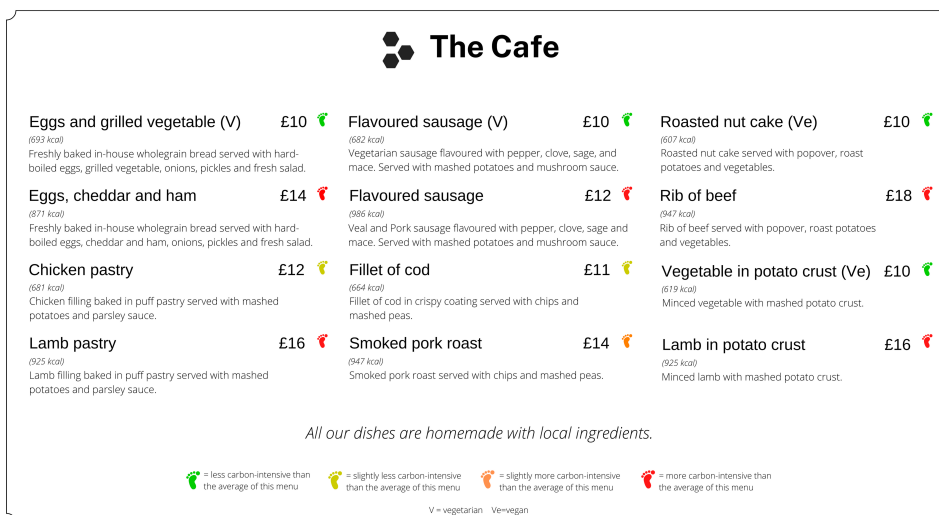 The Cafe
Eggs and grilled vegetable (V) £10
(693 kcal)
Freshly baked in-house wholegrain bread served with hard-
boiled eggs, grilled vegetable, onions, pickles and fresh salad.
Eggs, cheddar and ham £14
(871 kcal)
Freshly baked in-house wholegrain bread served with hard-
boiled eggs, cheddar and ham, onions, pickles and fresh salad.
Chicken pastry £12
(681 kcal)
Chicken filling baked in puff pastry served with mashed
potatoes and parsley sauce.
Lamb pastry £16
(925 kcal)
Lamb filling baked in puff pastry served with mashed
potatoes and parsley sauce.
Flavoured sausage (V) £10
(682 kcal)
Vegetarian sausage flavoured with pepper, clove, sage, and
mace. Served with mashed potatoes and mushroom sauce.
Flavoured sausage £12
(986 kcal)
Veal and Pork sausage flavoured with pepper, clove, sage and
mace. Served with mashed potatoes and mushroom sauce.
Fillet of cod £11
(664 kcal)
Fillet of cod in crispy coating served with chips and
mashed peas.
Smoked pork roast £14
(947 kcal)
Smoked pork roast served with chips and mashed peas.
Roasted nut cake (Ve) £10
(607 kcal)
Roasted nut cake served with popover, roast
potatoes and vegetables.
Rib of beef £18
(947 kcal)
Rib of beef served with popover, roast potatoes
and vegetables.
Vegetable in potato crust (Ve) £10
(619 kcal)
Minced vegetable with mashed potato crust.
Lamb in potato crust £16
(925 kcal)
Minced lamb with mashed potato crust.
All our dishes are homemade with local ingredients.
= less carbon-intensive than
the average of this menu
= slightly less carbon-intensive
than the average of this menu
= slightly more carbon-intensive
than the average of this menu
= more carbon-intensive than
the average of this menu
V = vegetarian Ve=vegan